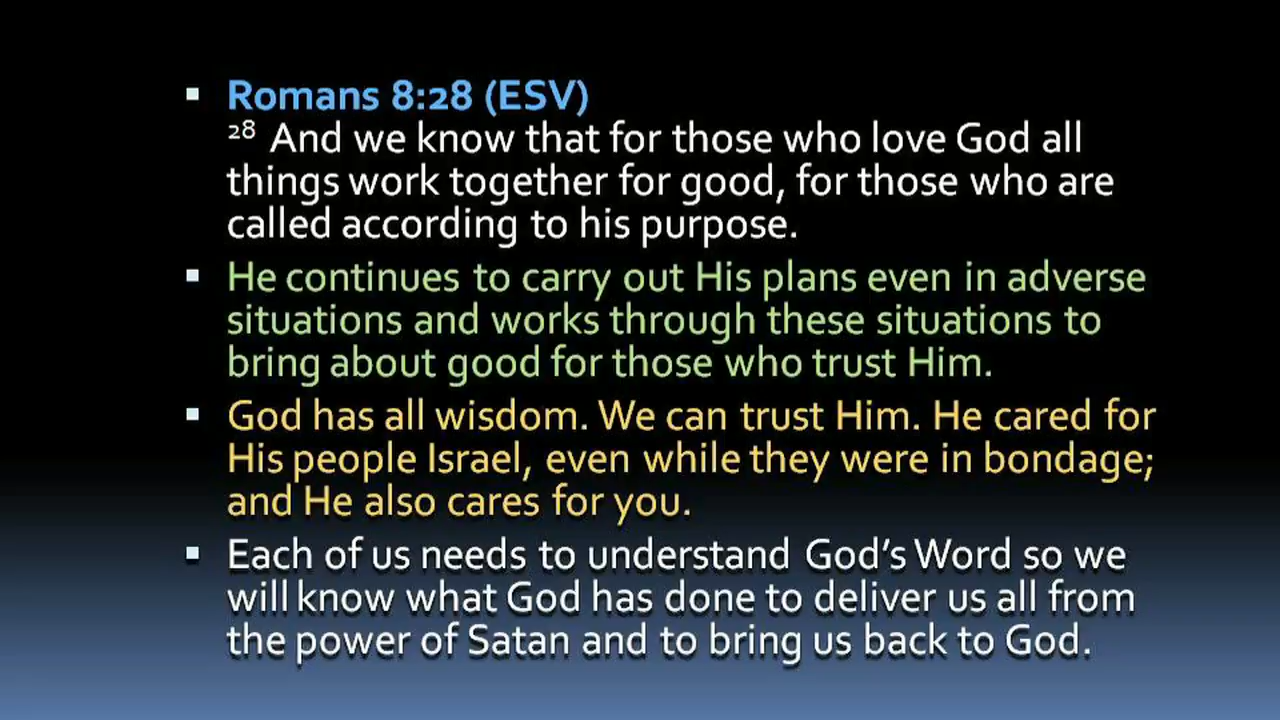 ▪ Romans 8:28 (ESV)
28 And we know that for those who love God all
things work together for good, for those who are
called according to his purpose.
▪ He continues to carry out His plans even in adverse
situations and works through these situations to
bring about good for those who trust Him.
▪ God has all wisdom. We can trust Him. He cared for
His people Israel, even while they were in bondage;
and He also cares for you.
▪ Each of us needs to understand God’s Word so we
will know what God has done to deliver us all from
the power of Satan and to bring us back to God.